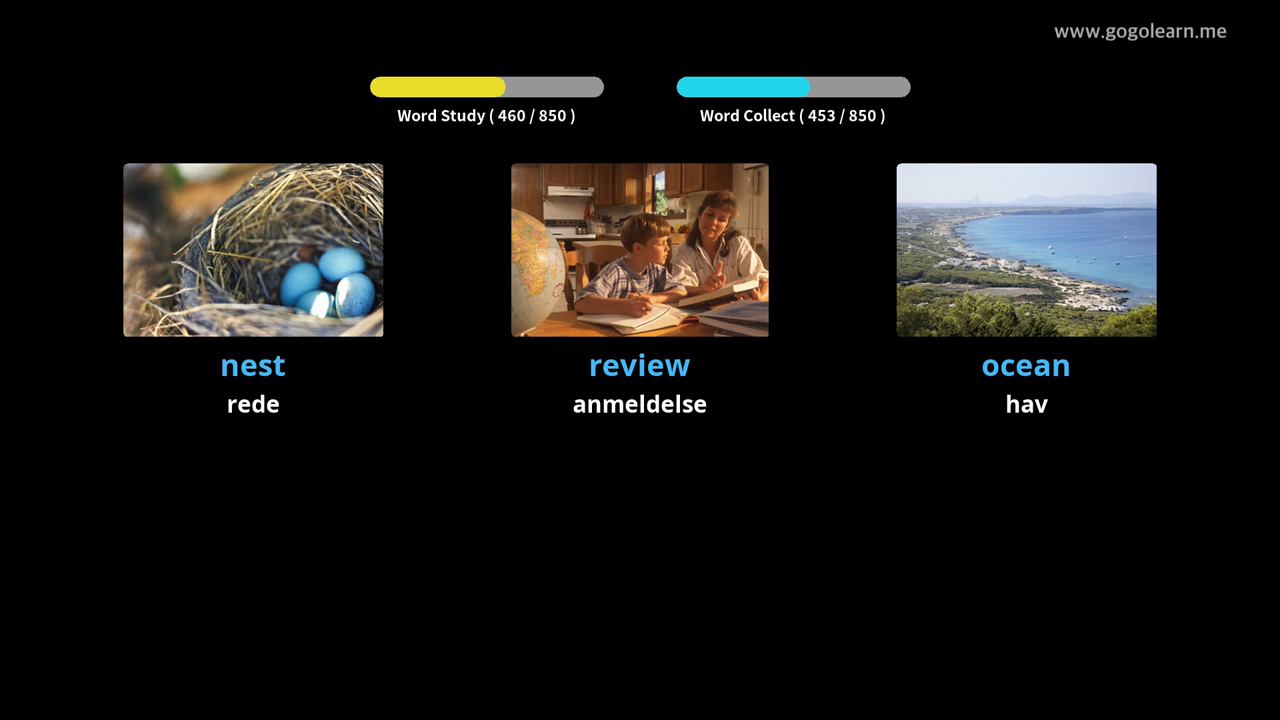 www.gogolearn.me
Word Study ( 460 / 850 )
Word Collect ( 453 / 850 )
nest
rede
review
anmeldelse
ocean
hav